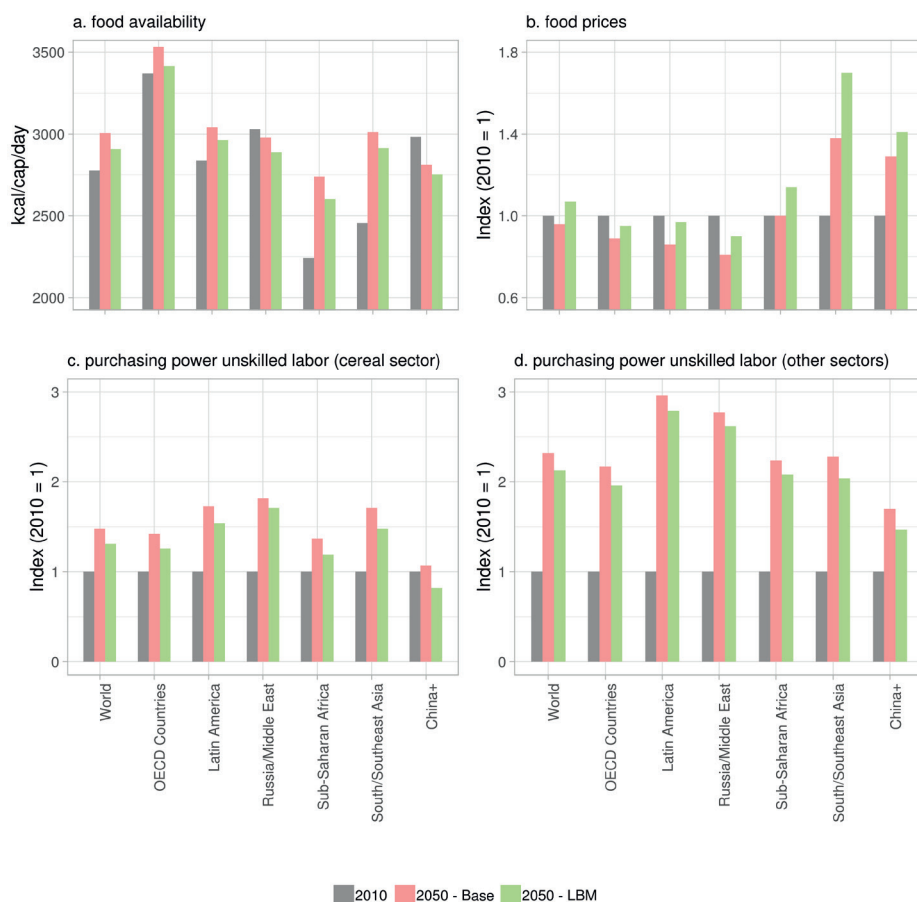 a. food availability
kcal/cap/day
3500
3000
2500
2000
b. food prices
Index (2010 = 1)
1.8
1.4
1.0
0.6
c. purchasing power unskilled labor (cereal sector)
Index (2010 = 1)
3
2
1
0
World
OECD Countries
Latin America
Russia/Middle East
Sub-Saharan Africa
South/Southeast Asia
China+
d. purchasing power unskilled labor (other sectors)
Index (2010 = 1)
3
2
1
0
World
OECD Countries
Latin America
Russia/Middle East
Sub-Saharan Africa
South/Southeast Asia
China+
2010 2050 - Base 2050 - LBM